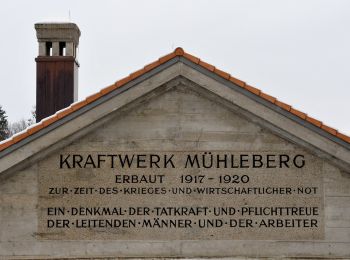 KRAFTWERK MÜHLEBERG
ERBAUT 1917 - 1920
ZUR·ZEIT·DES·KRIEGES·UND·WIRTSCHAFTLICHER·NOT
EIN·DENKMAL·DER·TATKRAFT·UND·PFLICHTTREUE
DER·LEITENDEN·MÄNNER·UND·DER·ARBEITER